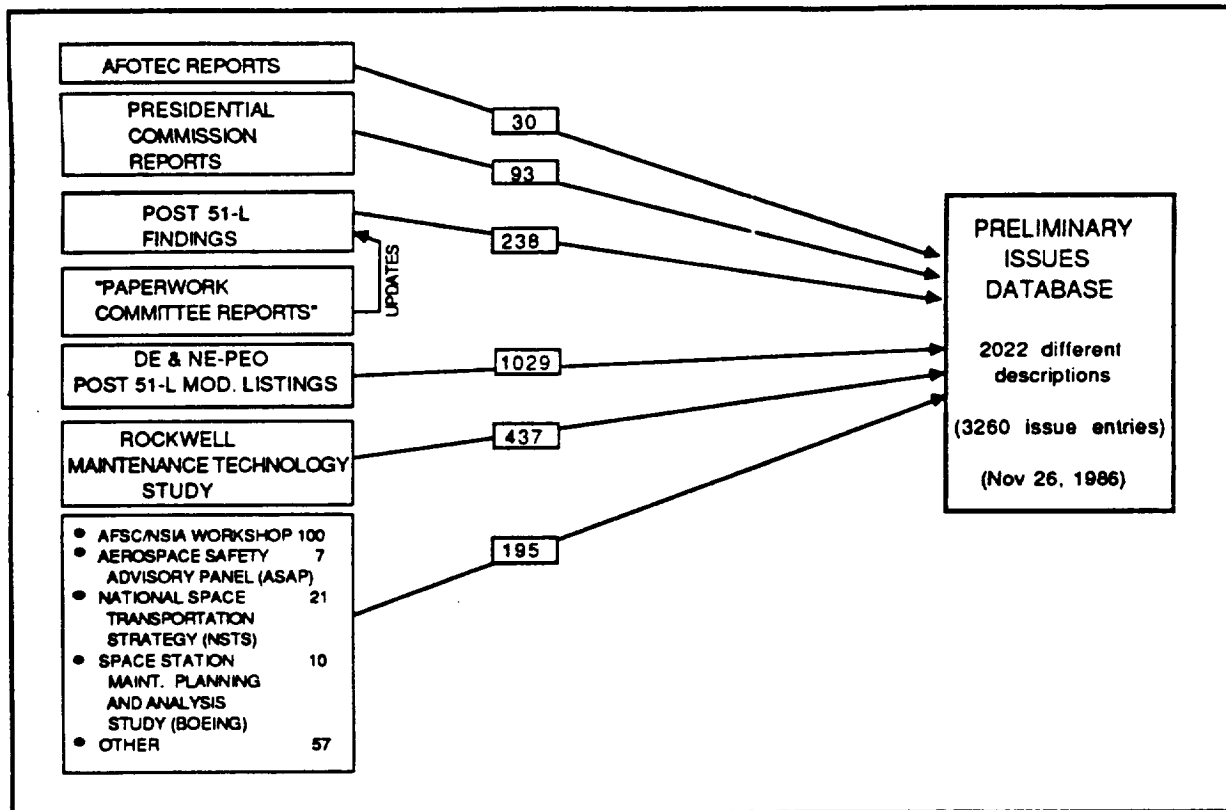 AFOTEC REPORTS
PRESIDENTIAL
COMMISSION
REPORTS
POST 51-L
FINDINGS
"PAPERWORK
COMMITTEE REPORTS"
UPDATES
DE & NE-PEO
POST 51-L MOD. LISTINGS
ROCKWELL
MAINTENANCE TECHNOLOGY
STUDY
• AFSC/NSIA WORKSHOP 100
• AEROSPACE SAFETY 7
ADVISORY PANEL (ASAP)
• NATIONAL SPACE 21
TRANSPORTATION
STRATEGY (NSTS)
• SPACE STATION 10
MAINT. PLANNING
AND ANALYSIS
STUDY (BOEING)
• OTHER 57
30
93
238
1029
437
195
PRELIMINARY
ISSUES
DATABASE
2022 different
descriptions
(3260 issue entries)
(Nov 26, 1986)